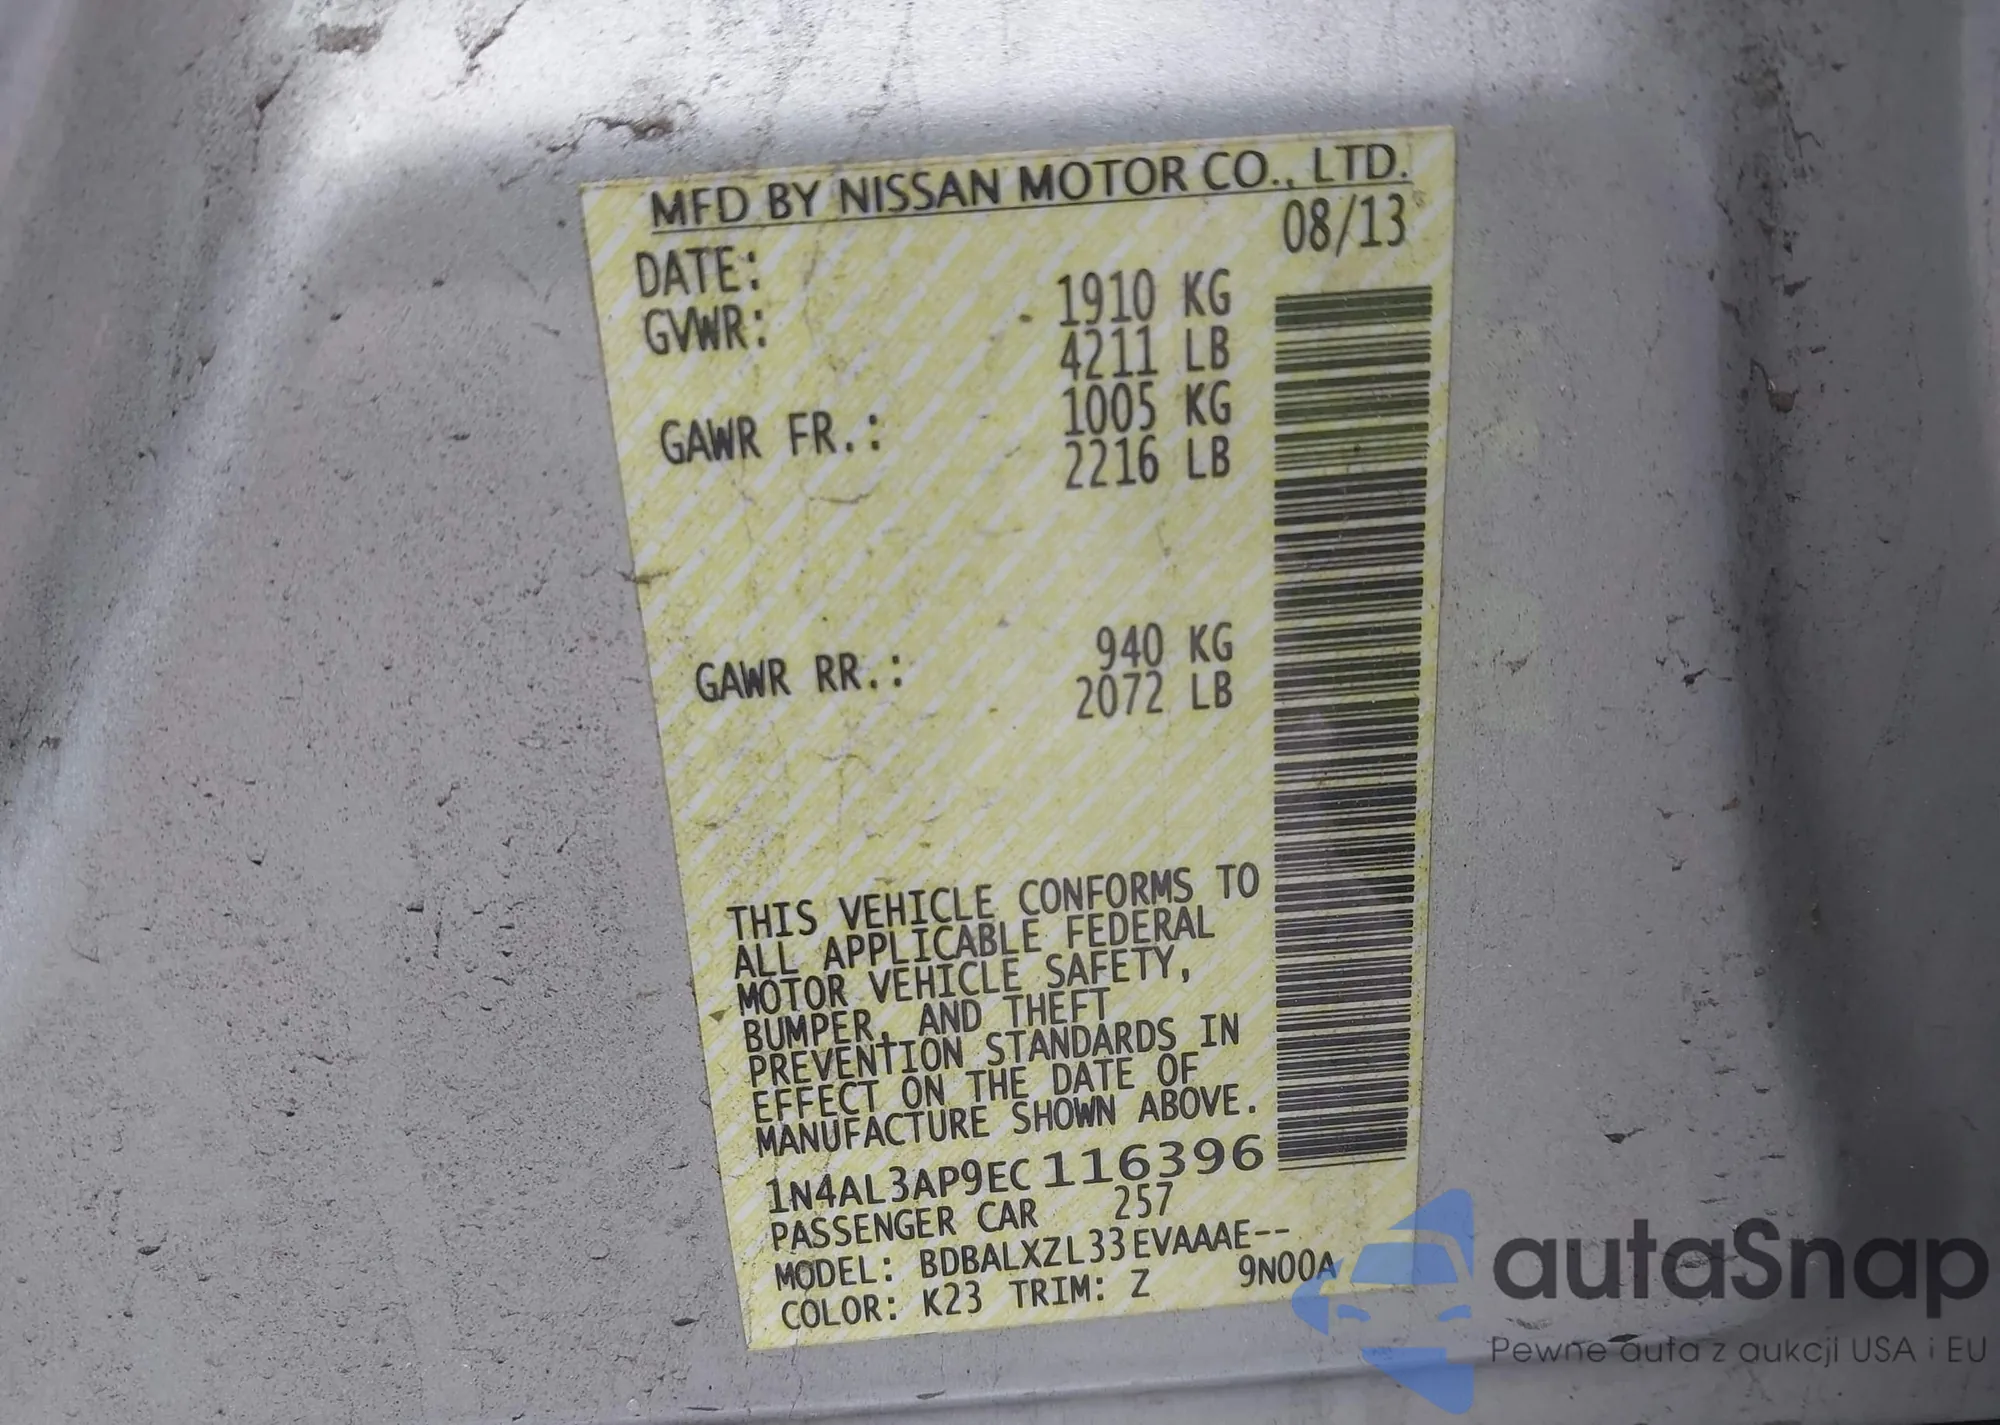 MFD BY NISSAN MOTOR CO., LTD.
DATE: 08/13
GVWR: 1910 KG
4211 LB
GAWR FR.: 1005 KG
2216 LB
GAWR RR.: 940 KG
2072 LB
THIS VEHICLE CONFORMS TO
ALL APPLICABLE FEDERAL
MOTOR VEHICLE SAFETY,
BUMPER, AND THEFT
PREVENTION STANDARDS IN
EFFECT ON THE DATE OF
MANUFACTURE SHOWN ABOVE.
1N4AL3AP9EC116396
PASSENGER CAR 257
MODEL: BDBALXZL33EVAAAE--
COLOR: K23 TRIM: Z 9N00A
autaSnap
Pewne auta z aukcji USA i EU